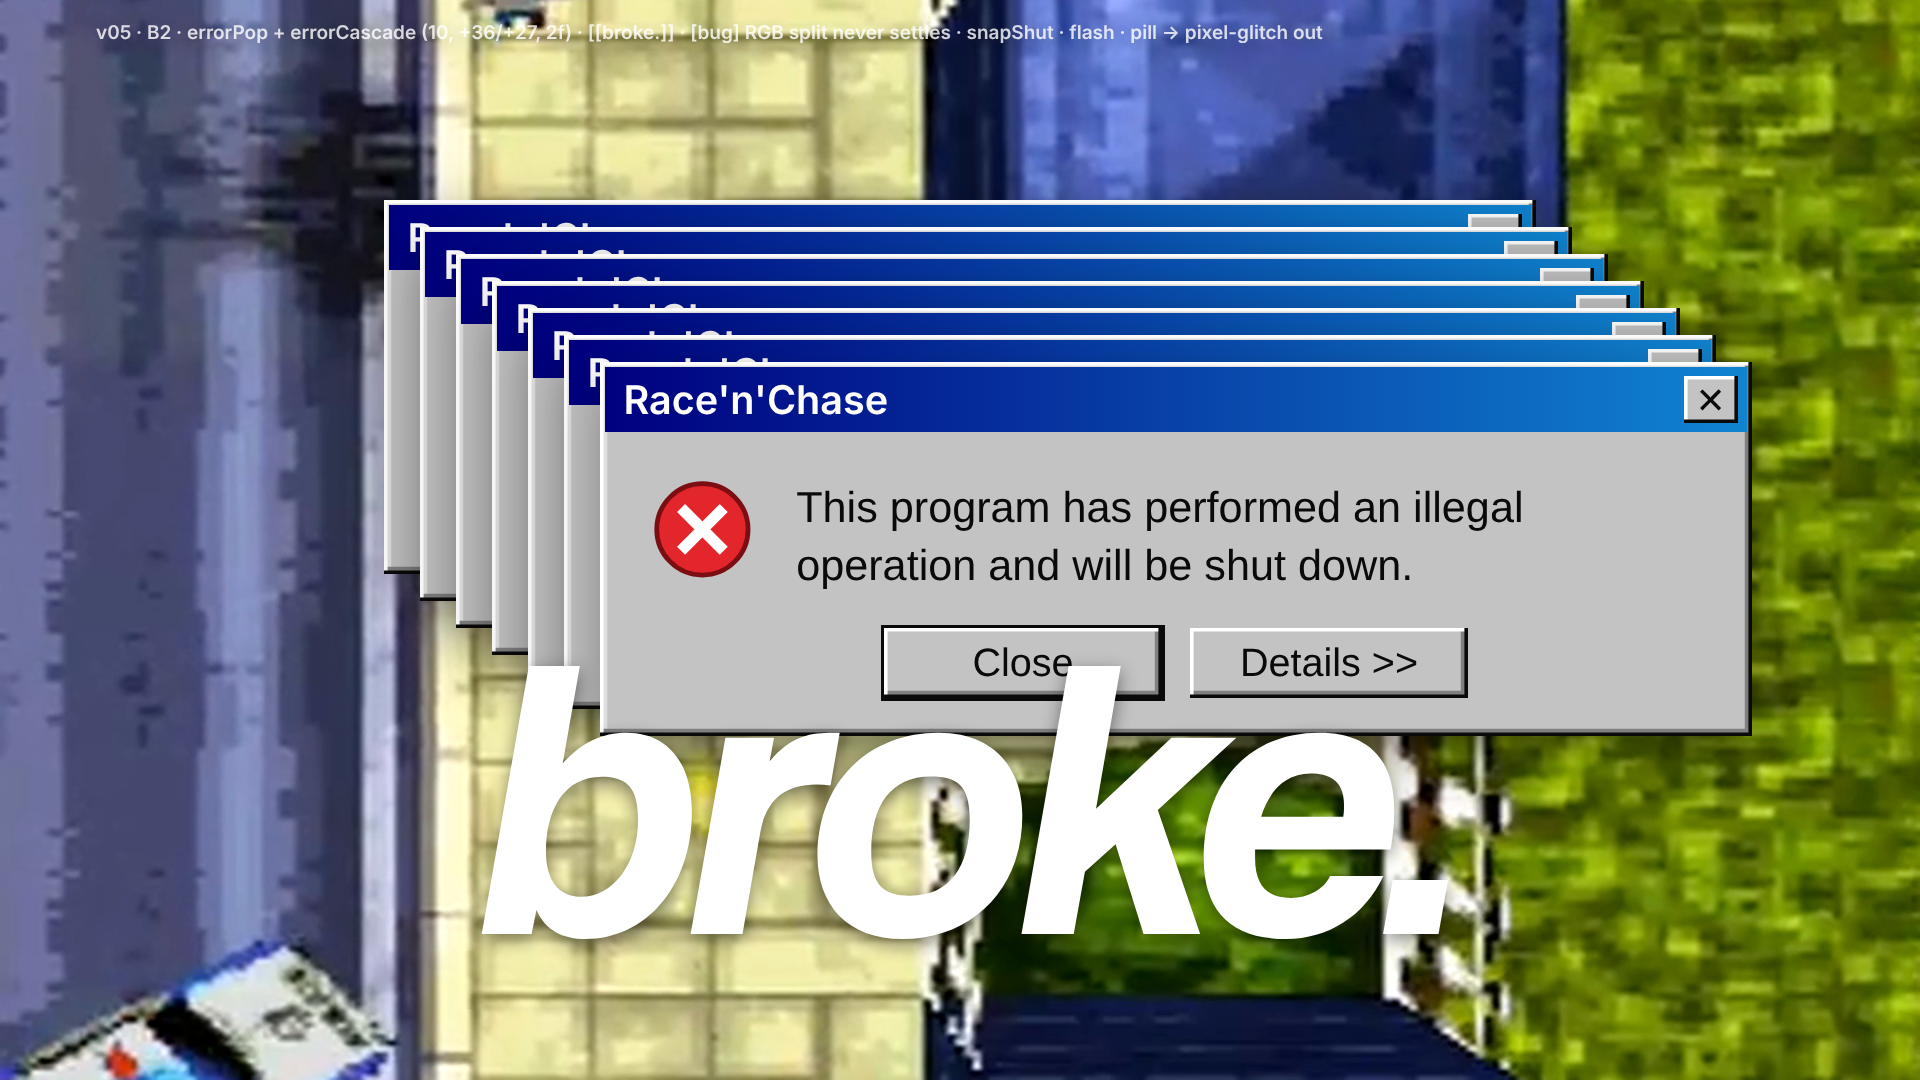 v05 · B2 · errorPop + errorCascade (10, +36/+27, 2f) · [[broke.]] · [bug] RGB split never settles · snapShut · flash · pill → pixel-glitch out
Race'n'Chase
This program has performed an illegal
operation and will be shut down.
Close
Details >>
broke.